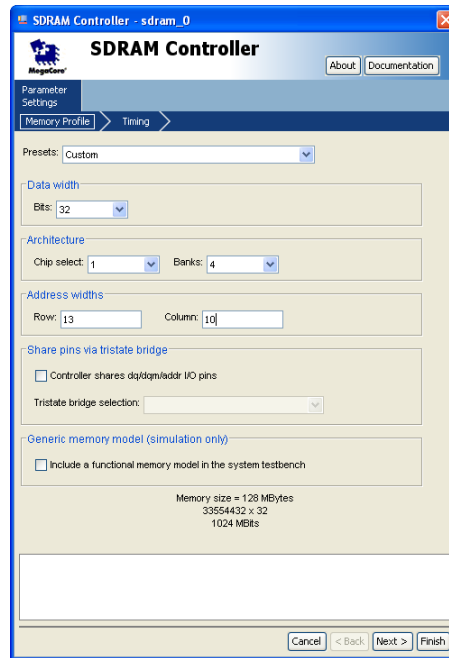 SDRAM Controller - sdram_0
SDRAM Controller
MegaCore'
About Documentation
Parameter
Settings
Memory Profile Timing
Presets: Custom
Data width
Bits: 32
Architecture
Chip select: 1 Banks: 4
Address widths
Row: 13 Column: 10
Share pins via tristate bridge
Controller shares dq/dqm/addr I/O pins
Tristate bridge selection:
Generic memory model (simulation only)
Include a functional memory model in the system testbench
Memory size = 128 MBytes
33554432 x 32
1024 MBits
Cancel < Back Next > Finish